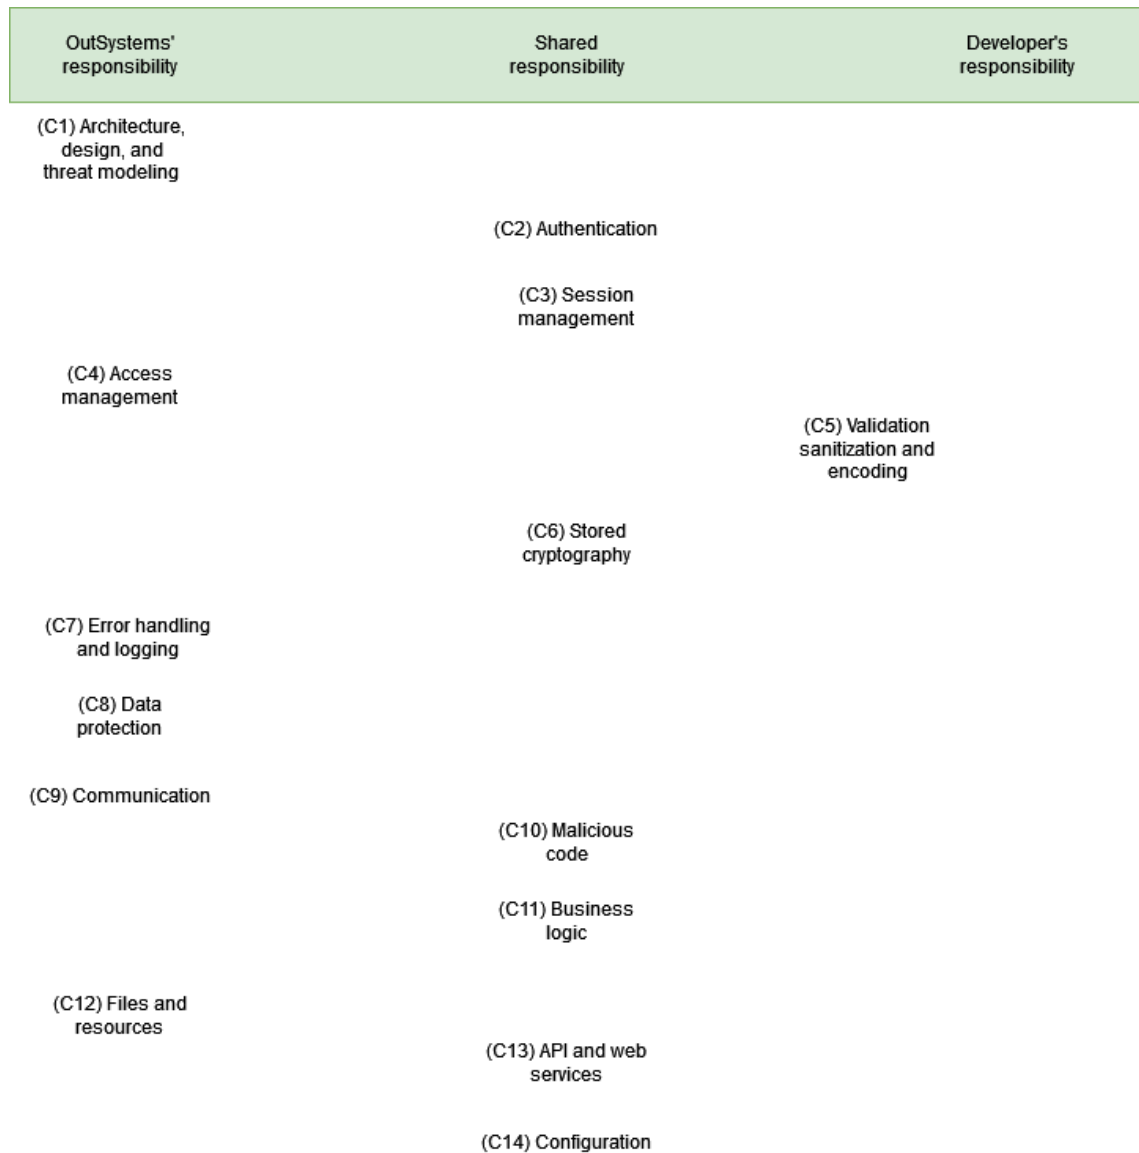 OutSystems'
responsibility
Shared
responsibility
Developer's
responsibility
(C1) Architecture,
design, and
threat modeling
(C2) Authentication
(C3) Session
management
(C4) Access
management
(C5) Validation
sanitization and
encoding
(C6) Stored
cryptography
(C7) Error handling
and logging
(C8) Data
protection
(C9) Communication
(C10) Malicious
code
(C11) Business
logic
(C12) Files and
resources
(C13) API and web
services
(C14) Configuration